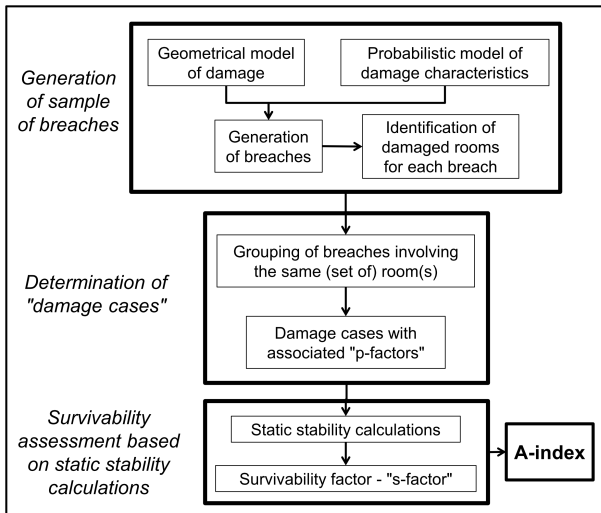 Generation
of sample
of breaches
Geometrical model
of damage
Probabilistic model of
damage characteristics
Generation
of breaches
Identification of
damaged rooms
for each breach
Determination of
"damage cases"
Grouping of breaches involving
the same (set of) room(s)
Damage cases with
associated "p-factors"
Survivability
assessment based
on static stability
calculations
Static stability calculations
Survivability factor - "s-factor"
A-index